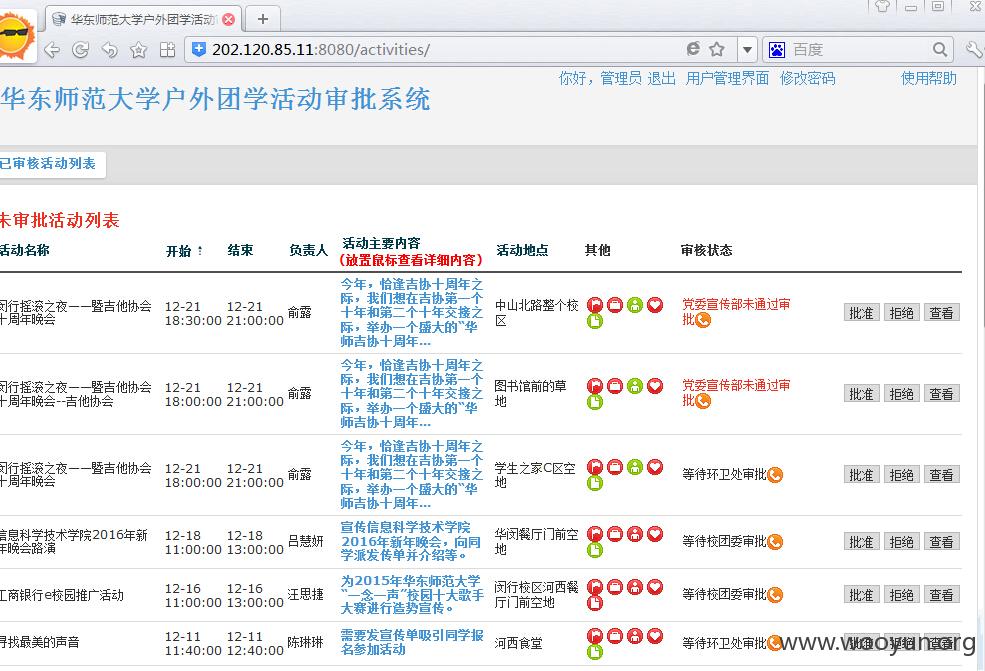 华东师范大学户外团学活动
202.120.85.11:8080/activities/
百度
你好，管理员 退出 用户管理界面 修改密码 使用帮助
华东师范大学户外团学活动审批系统
已审核活动列表
未审批活动列表
活动名称 开始 ↑ 结束 负责人 活动主要内容 活动地点 其他 审核状态
(放置鼠标查看详细内容)
闵行摇滚之夜——暨吉他协会
十周年晚会
12-21
18:30:00
12-21
21:00:00
俞露
今年，恰逢吉协十周年之
际，我们想在吉协第一个
十年和第二个十年交接之
际，举办一个盛大的“华
师吉协十周年...
中山北路整个校
区
党委宣传部未通过审
批
批准 拒绝 查看
闵行摇滚之夜——暨吉他协会
十周年晚会--吉他协会
12-21
18:00:00
12-21
21:00:00
俞露
今年，恰逢吉协十周年之
际，我们想在吉协第一个
十年和第二个十年交接之
际，举办一个盛大的“华
师吉协十周年...
图书馆前的草
地
党委宣传部未通过审
批
批准 拒绝 查看
闵行摇滚之夜——暨吉他协会
十周年晚会
12-21
18:00:00
12-21
21:00:00
俞露
今年，恰逢吉协十周年之
际，我们想在吉协第一个
十年和第二个十年交接之
际，举办一个盛大的“华
师吉协十周年...
学生之家C区空
地
等待环卫处审批
批准 拒绝 查看
信息科学技术学院2016年新
年晚会路演
12-18
11:00:00
12-18
13:00:00
吕慧妍
宣传信息科学技术学院
2016年新年晚会，向同
学派发传单并介绍等。
华闵餐厅门前空
地
等待校团委审批
批准 拒绝 查看
工商银行e校园推广活动
12-16
11:00:00
12-16
13:00:00
汪思捷
为2015年华东师范大学
“一念一声”校园十大歌手
大赛进行造势宣传。
闵行校区河西餐
厅门前空地
等待校团委审批
批准 拒绝 查看
寻找最美的声音
12-11
11:40:00
12-11
12:40:00
陈琳琳
需要发宣传单吸引同学报
名参加活动
河西食堂
等待环卫处审批
批准 拒绝 查看
www.wooyun.org